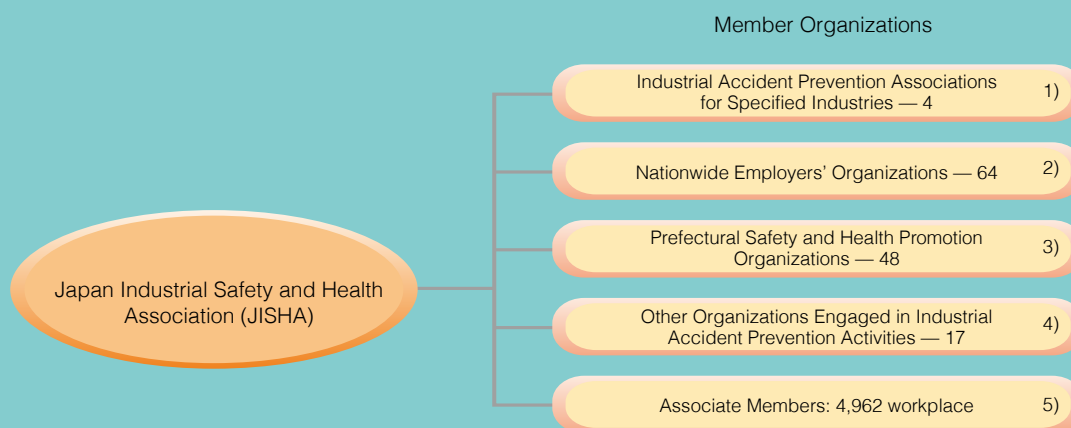 Member Organizations
Industrial Accident Prevention Associations
for Specified Industries — 4
1)
Nationwide Employers’ Organizations — 64
2)
Prefectural Safety and Health Promotion
Organizations — 48
3)
Japan Industrial Safety and Health
Association (JISHA)
Other Organizations Engaged in Industrial
Accident Prevention Activities — 17
4)
Associate Members: 4,962 workplace
5)